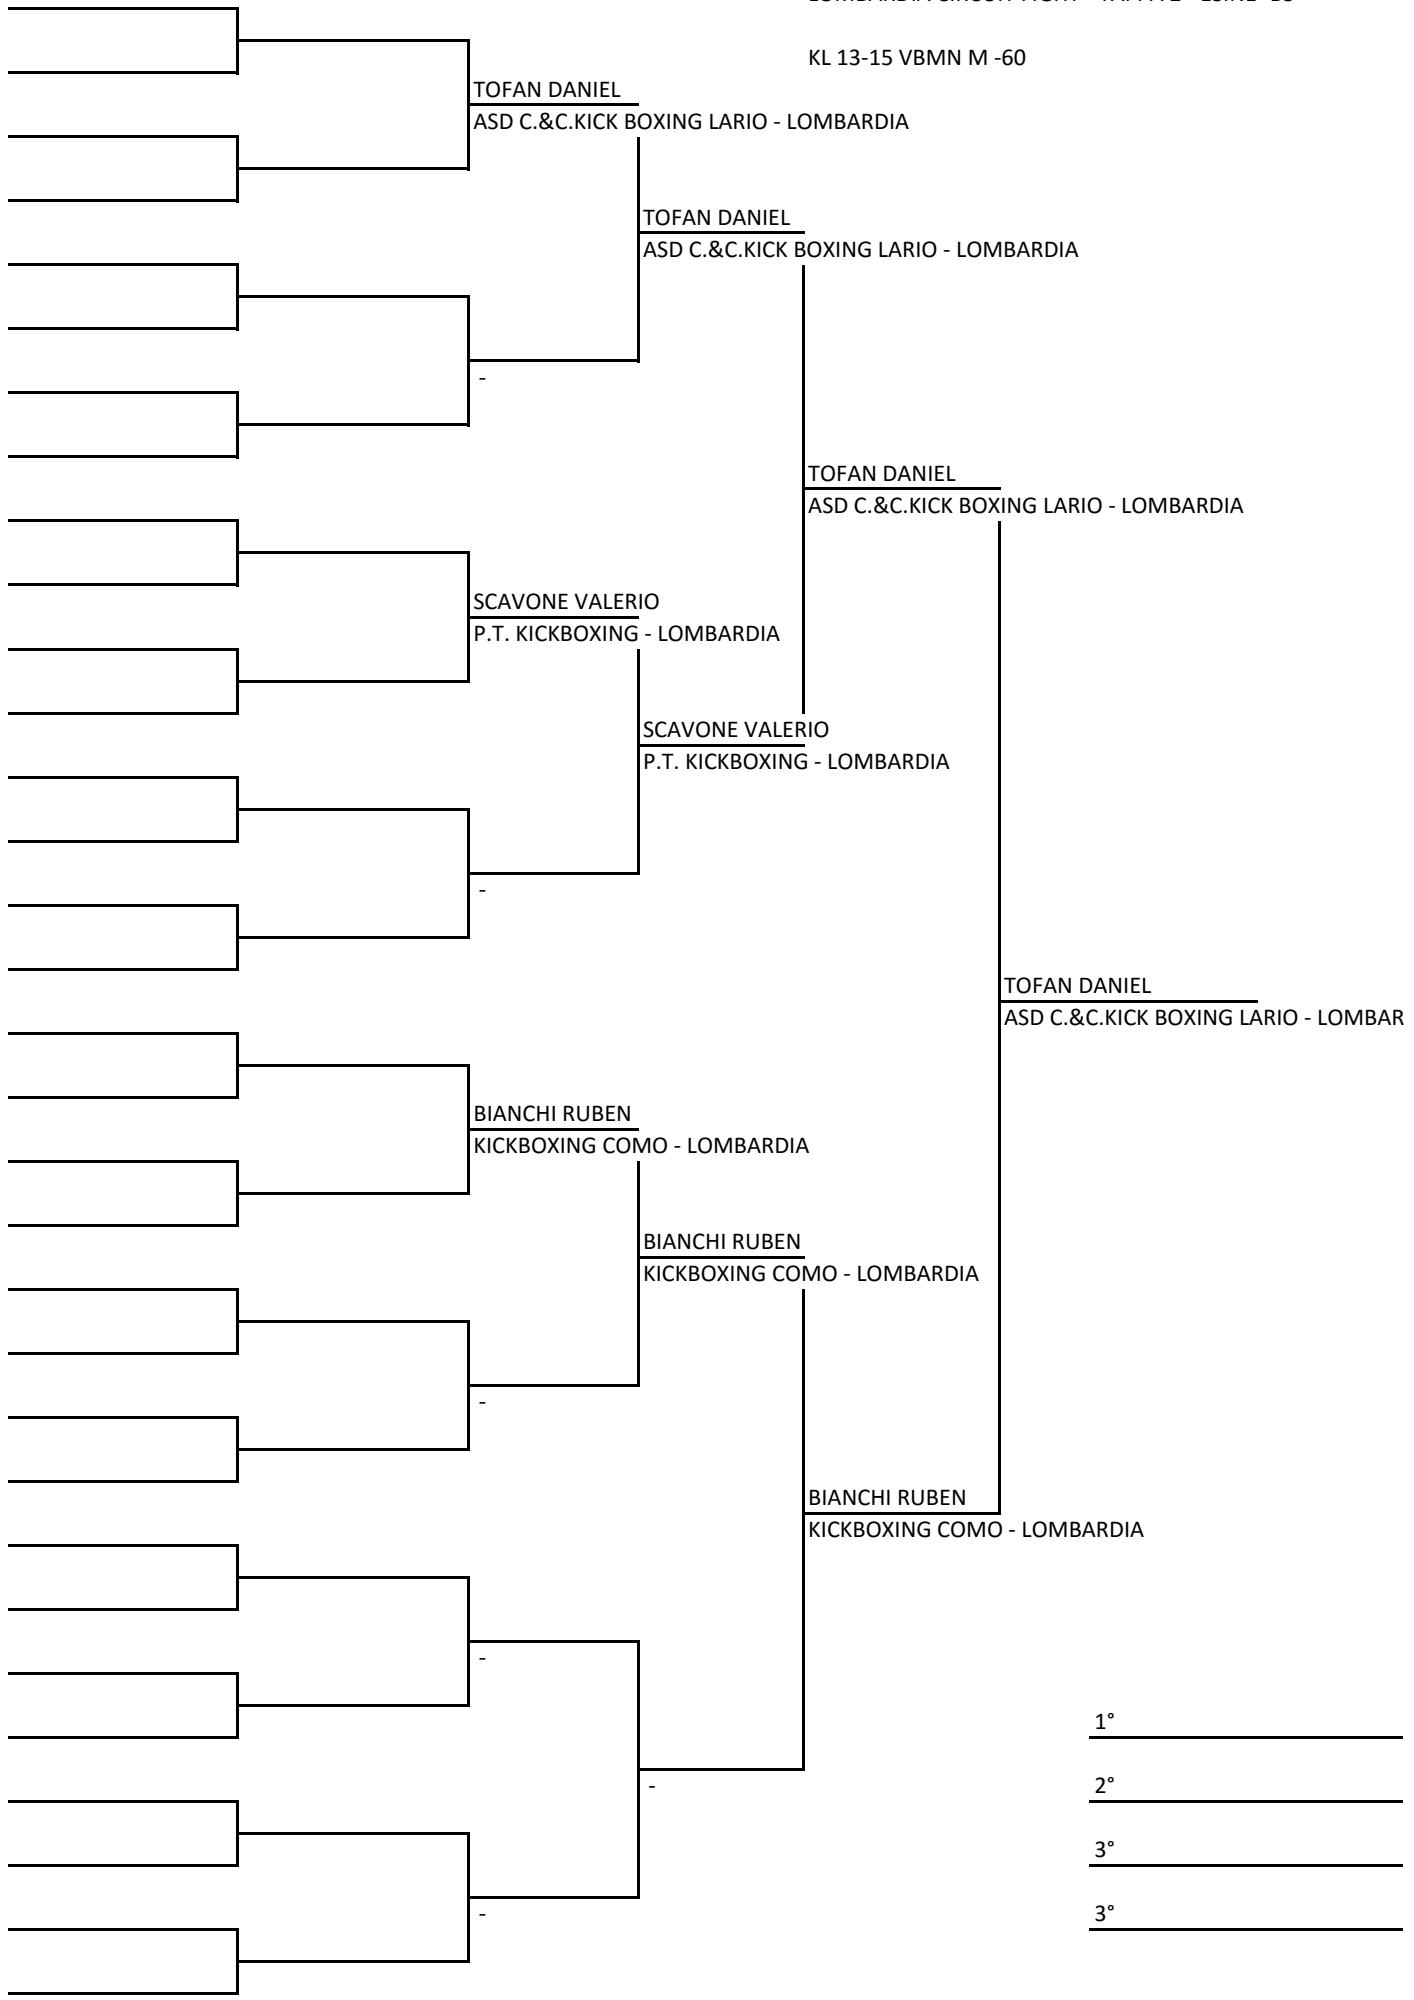 KL 13-15 VBMN M -60
TOFAN DANIEL
ASD C.&C.KICK BOXING LARIO - LOMBARDIA
TOFAN DANIEL
ASD C.&C.KICK BOXING LARIO - LOMBARDIA
-
TOFAN DANIEL
ASD C.&C.KICK BOXING LARIO - LOMBARDIA
SCAVONE VALERIO
P.T. KICKBOXING - LOMBARDIA
SCAVONE VALERIO
P.T. KICKBOXING - LOMBARDIA
-
TOFAN DANIEL
ASD C.&C.KICK BOXING LARIO - LOMBAR
BIANCHI RUBEN
KICKBOXING COMO - LOMBARDIA
BIANCHI RUBEN
KICKBOXING COMO - LOMBARDIA
-
BIANCHI RUBEN
KICKBOXING COMO - LOMBARDIA
-
1°
-
2°
3°
-
3°